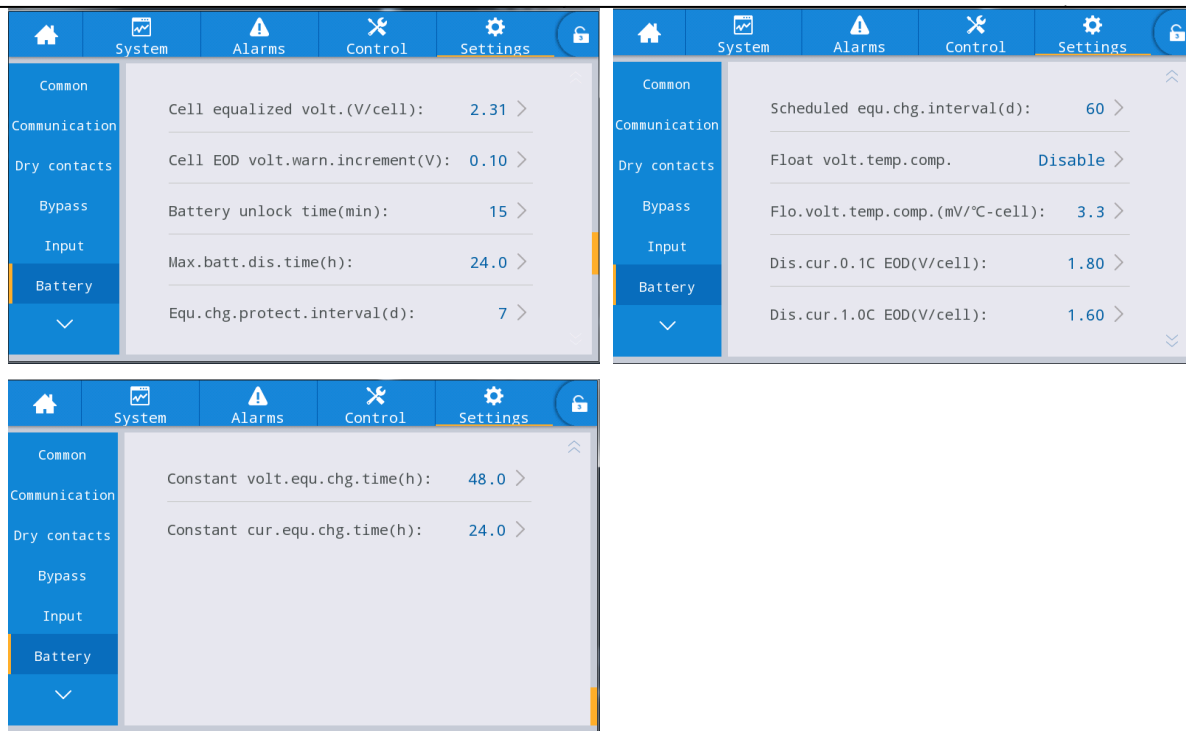 System Alarms Control Settings 3
Common
Communication
Dry contacts
Bypass
Input
Battery
Cell equalized volt.(V/cell): 2.31
Cell EOD volt.warn.increment(V): 0.10
Battery unlock time(min): 15
Max.batt.dis.time(h): 24.0
Equ.chg.protect.interval(d): 7
System Alarms Control Settings 3
Common
Communication
Dry contacts
Bypass
Input
Battery
Scheduled equ.chg.interval(d): 60
Float volt.temp.comp. Disable
Flo.volt.temp.comp.(mV/℃-cell): 3.3
Dis.cur.0.1C EOD(V/cell): 1.80
Dis.cur.1.0C EOD(V/cell): 1.60
System Alarms Control Settings 3
Common
Communication
Dry contacts
Bypass
Input
Battery
Constant volt.equ.chg.time(h): 48.0
Constant cur.equ.chg.time(h): 24.0